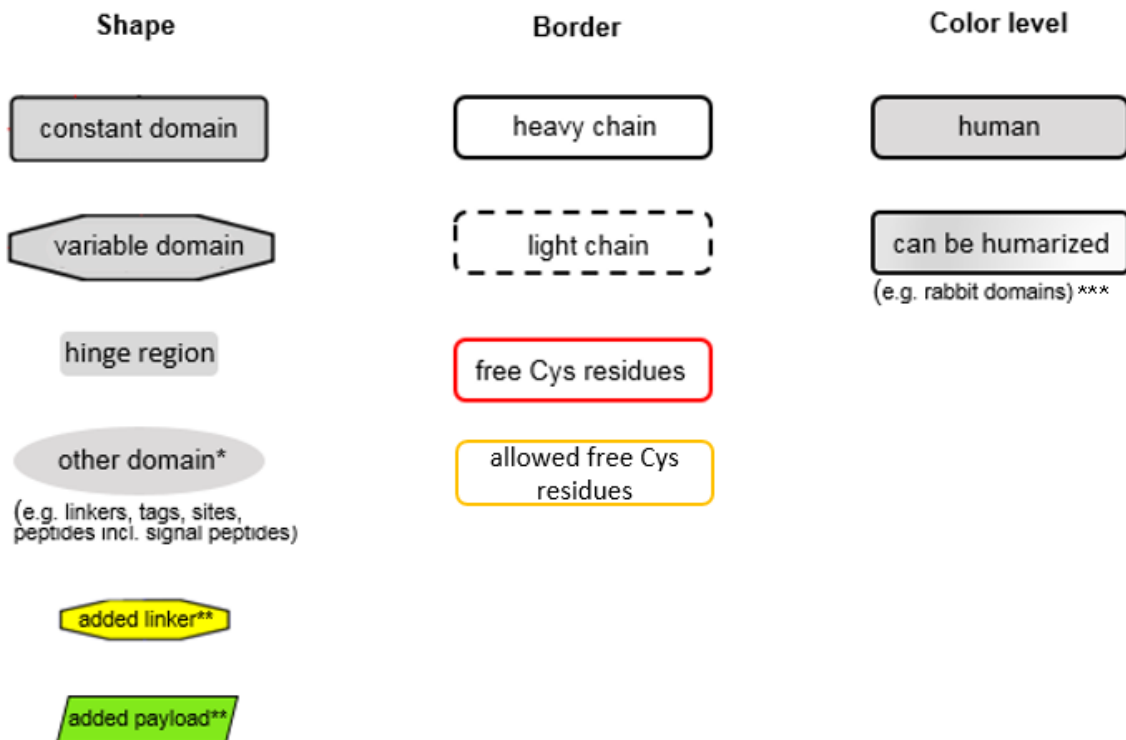 Shape
constant domain
variable domain
hinge region
other domain*
(e.g. linkers, tags, sites,
peptides incl. signal peptides)
added linker**
added payload**
Border
heavy chain
light chain
free Cys residues
allowed free Cys
residues
Color level
human
can be humarized
(e.g. rabbit domains) ***